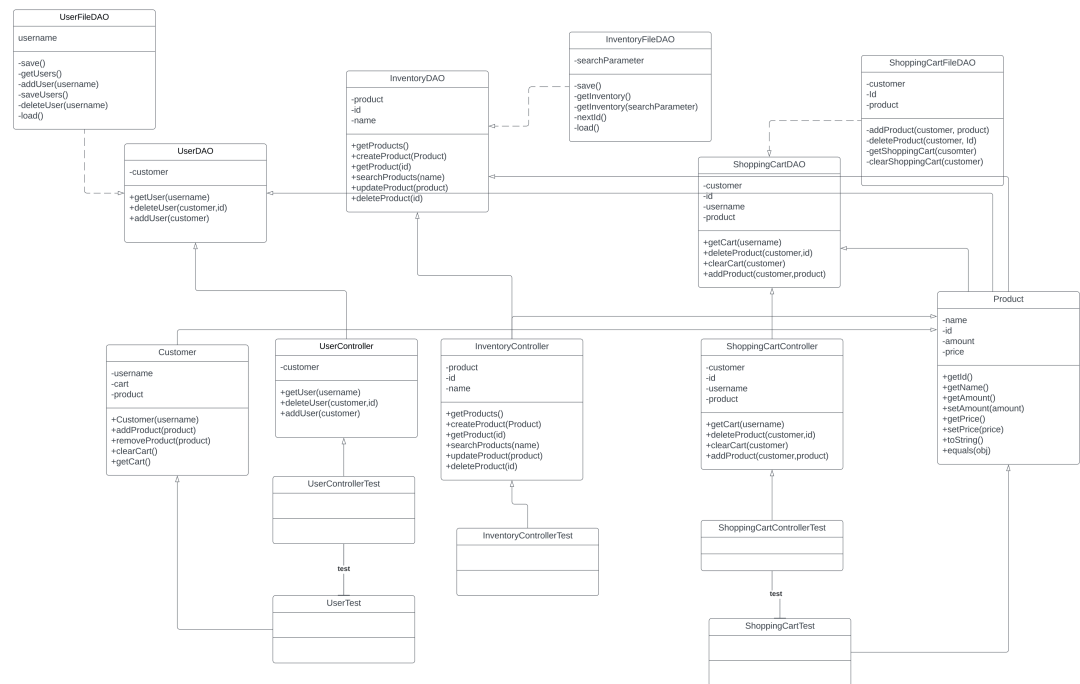 UserFileDAO
username
-save()
-getUsers()
-addUser(username)
-saveUsers()
-deleteUser(username)
-load()
InventoryFileDAO
-searchParameter
-save()
-getInventory()
-getInventory(searchParameter)
-nextId()
-load()
ShoppingCartFileDAO
-customer
-Id
-product
-addProduct(customer, product)
-deleteProduct(customer, Id)
-getShoppingCart(cusomter)
-clearShoppingCart(customer)
InventoryDAO
-product
-id
-name
+getProducts()
+createProduct(Product)
+getProduct(id)
+searchProducts(name)
+updateProduct(product)
+deleteProduct(id)
UserDAO
-customer
+getUser(username)
+deleteUser(customer,id)
+addUser(customer)
ShoppingCartDAO
-customer
-id
-username
-product
+getCart(username)
+deleteProduct(customer,id)
+clearCart(customer)
+addProduct(customer,product)
Product
-name
-id
-amount
-price
+getId()
+getName()
+getAmount()
+setAmount(amount)
+getPrice()
+setPrice(price)
+toString()
+equals(obj)
Customer
-username
-cart
-product
+Customer(username)
+addProduct(product)
+removeProduct(product)
+clearCart()
+getCart()
UserController
-customer
+getUser(username)
+deleteUser(customer,id)
+addUser(customer)
InventoryController
-product
-id
-name
+getProducts()
+createProduct(Product)
+getProduct(id)
+searchProducts(name)
+updateProduct(product)
+deleteProduct(id)
ShoppingCartController
-customer
-id
-username
-product
+getCart(username)
+deleteProduct(customer,id)
+clearCart(customer)
+addProduct(customer,product)
UserControllerTest
InventoryControllerTest
ShoppingCartControllerTest
test
test
UserTest
ShoppingCartTest